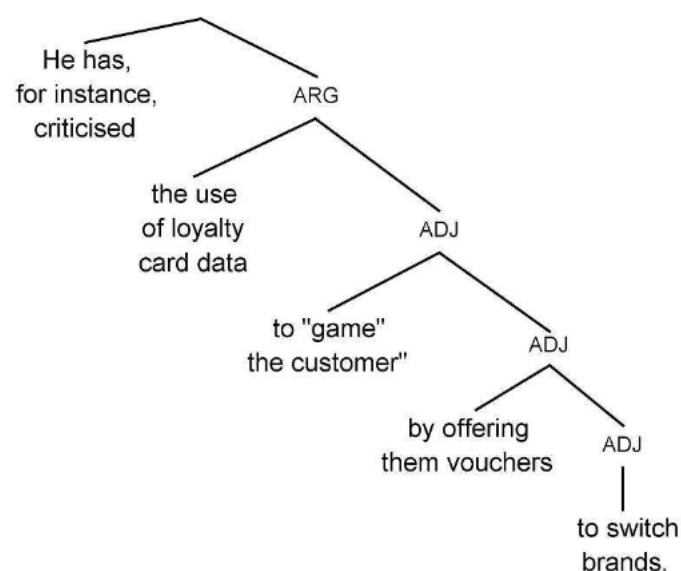 He has,
for instance,
criticised
ARG
the use
of loyalty
card data
ADJ
to "game"
the customer"
ADJ
by offering
them vouchers
ADJ
to switch
brands.